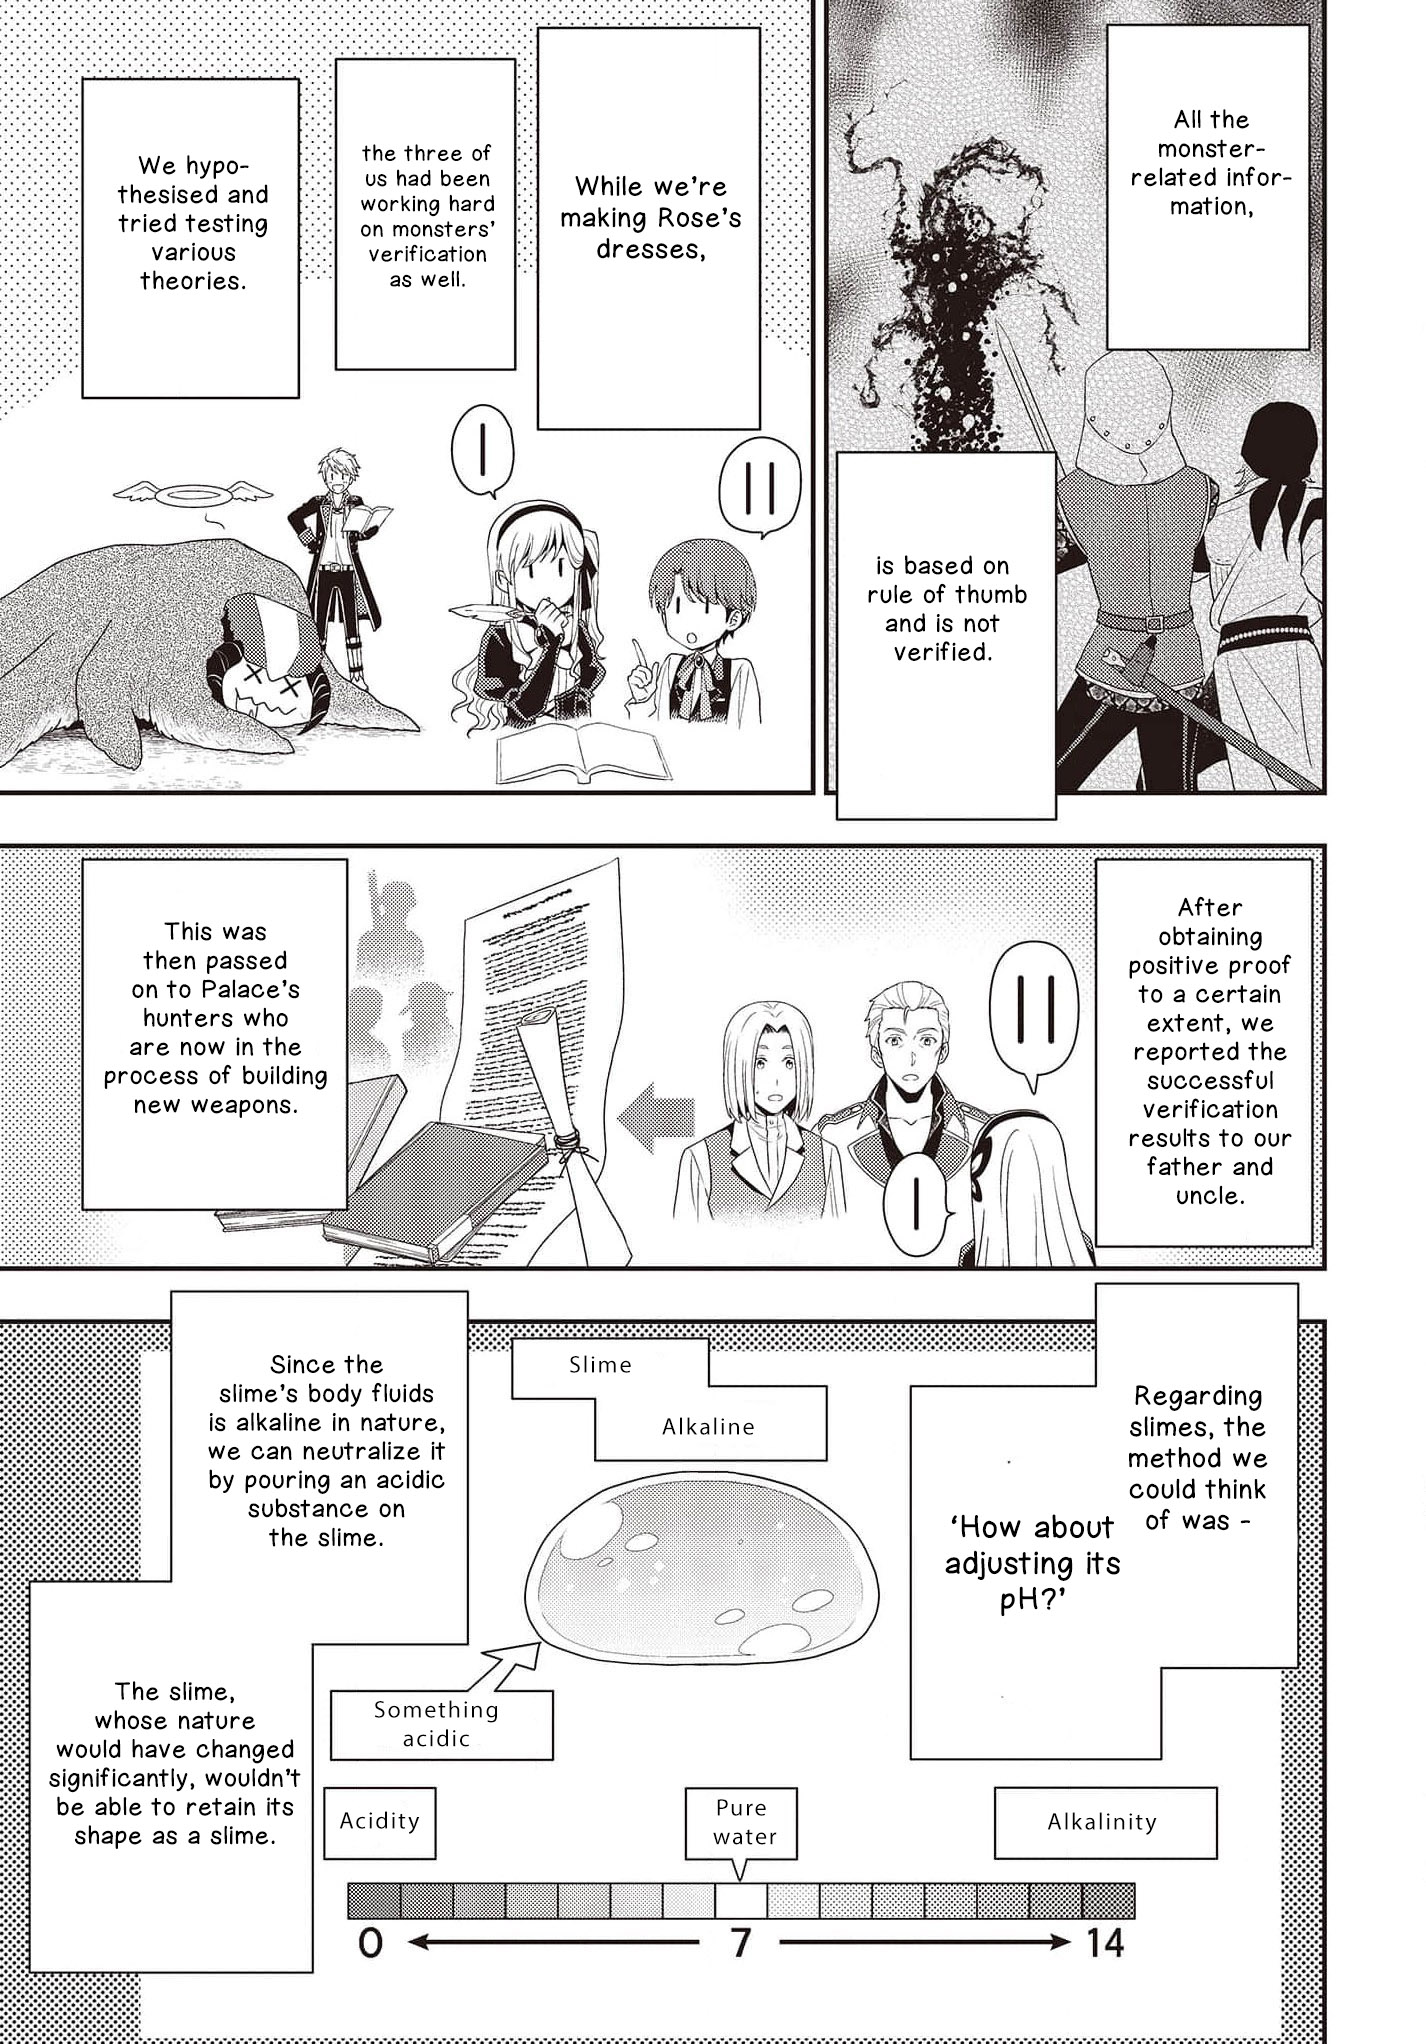 All the
monster-
related infor-
mation,
is based on
rule of thumb
and is not
verified.
While we're
making Rose's
dresses,
the three of
us had been
working hard
on monsters'
verification
as well.
We hypo-
thesised and
tried testing
various
theories.
After
obtaining
positive proof
to a certain
extent, we
reported the
successful
verification
results to our
father and
uncle.
This was
then passed
on to Palace's
hunters who
are now in the
process of building
new weapons.
Regarding
slimes, the
method we
could think
of was -
'How about
adjusting its
pH?'
Slime
Alkaline
Since the
slime's body fluids
is alkaline in nature,
we can neutralize it
by pouring an acidic
substance on
the slime.
Something
acidic
The slime,
whose nature
would have changed
significantly, wouldn't
be able to retain its
shape as a slime.
Acidity
Pure
water
Alkalinity
0 7 14